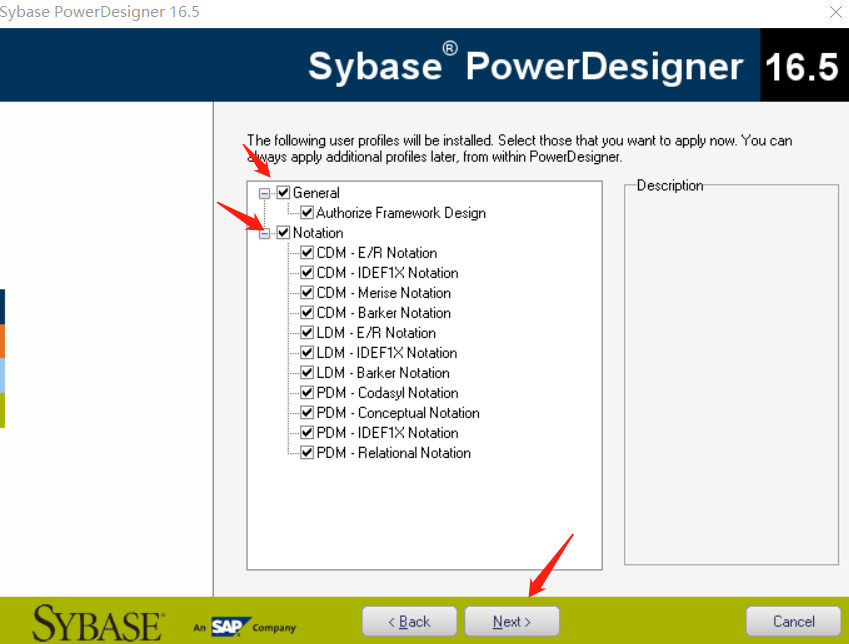 Sybase PowerDesigner 16.5
Sybase® PowerDesigner 16.5
The following user profiles will be installed. Select those that you want to apply now. You can
always apply additional profiles later, from within PowerDesigner.
General
Authorize Framework Design
Notation
CDM - E/R Notation
CDM - IDEF1X Notation
CDM - Merise Notation
CDM - Barker Notation
LDM - E/R Notation
LDM - IDEF1X Notation
LDM - Barker Notation
PDM - Codasyl Notation
PDM - Conceptual Notation
PDM - IDEF1X Notation
PDM - Relational Notation
Description
SYBASE® An SAP Company
< Back
Next >
Cancel